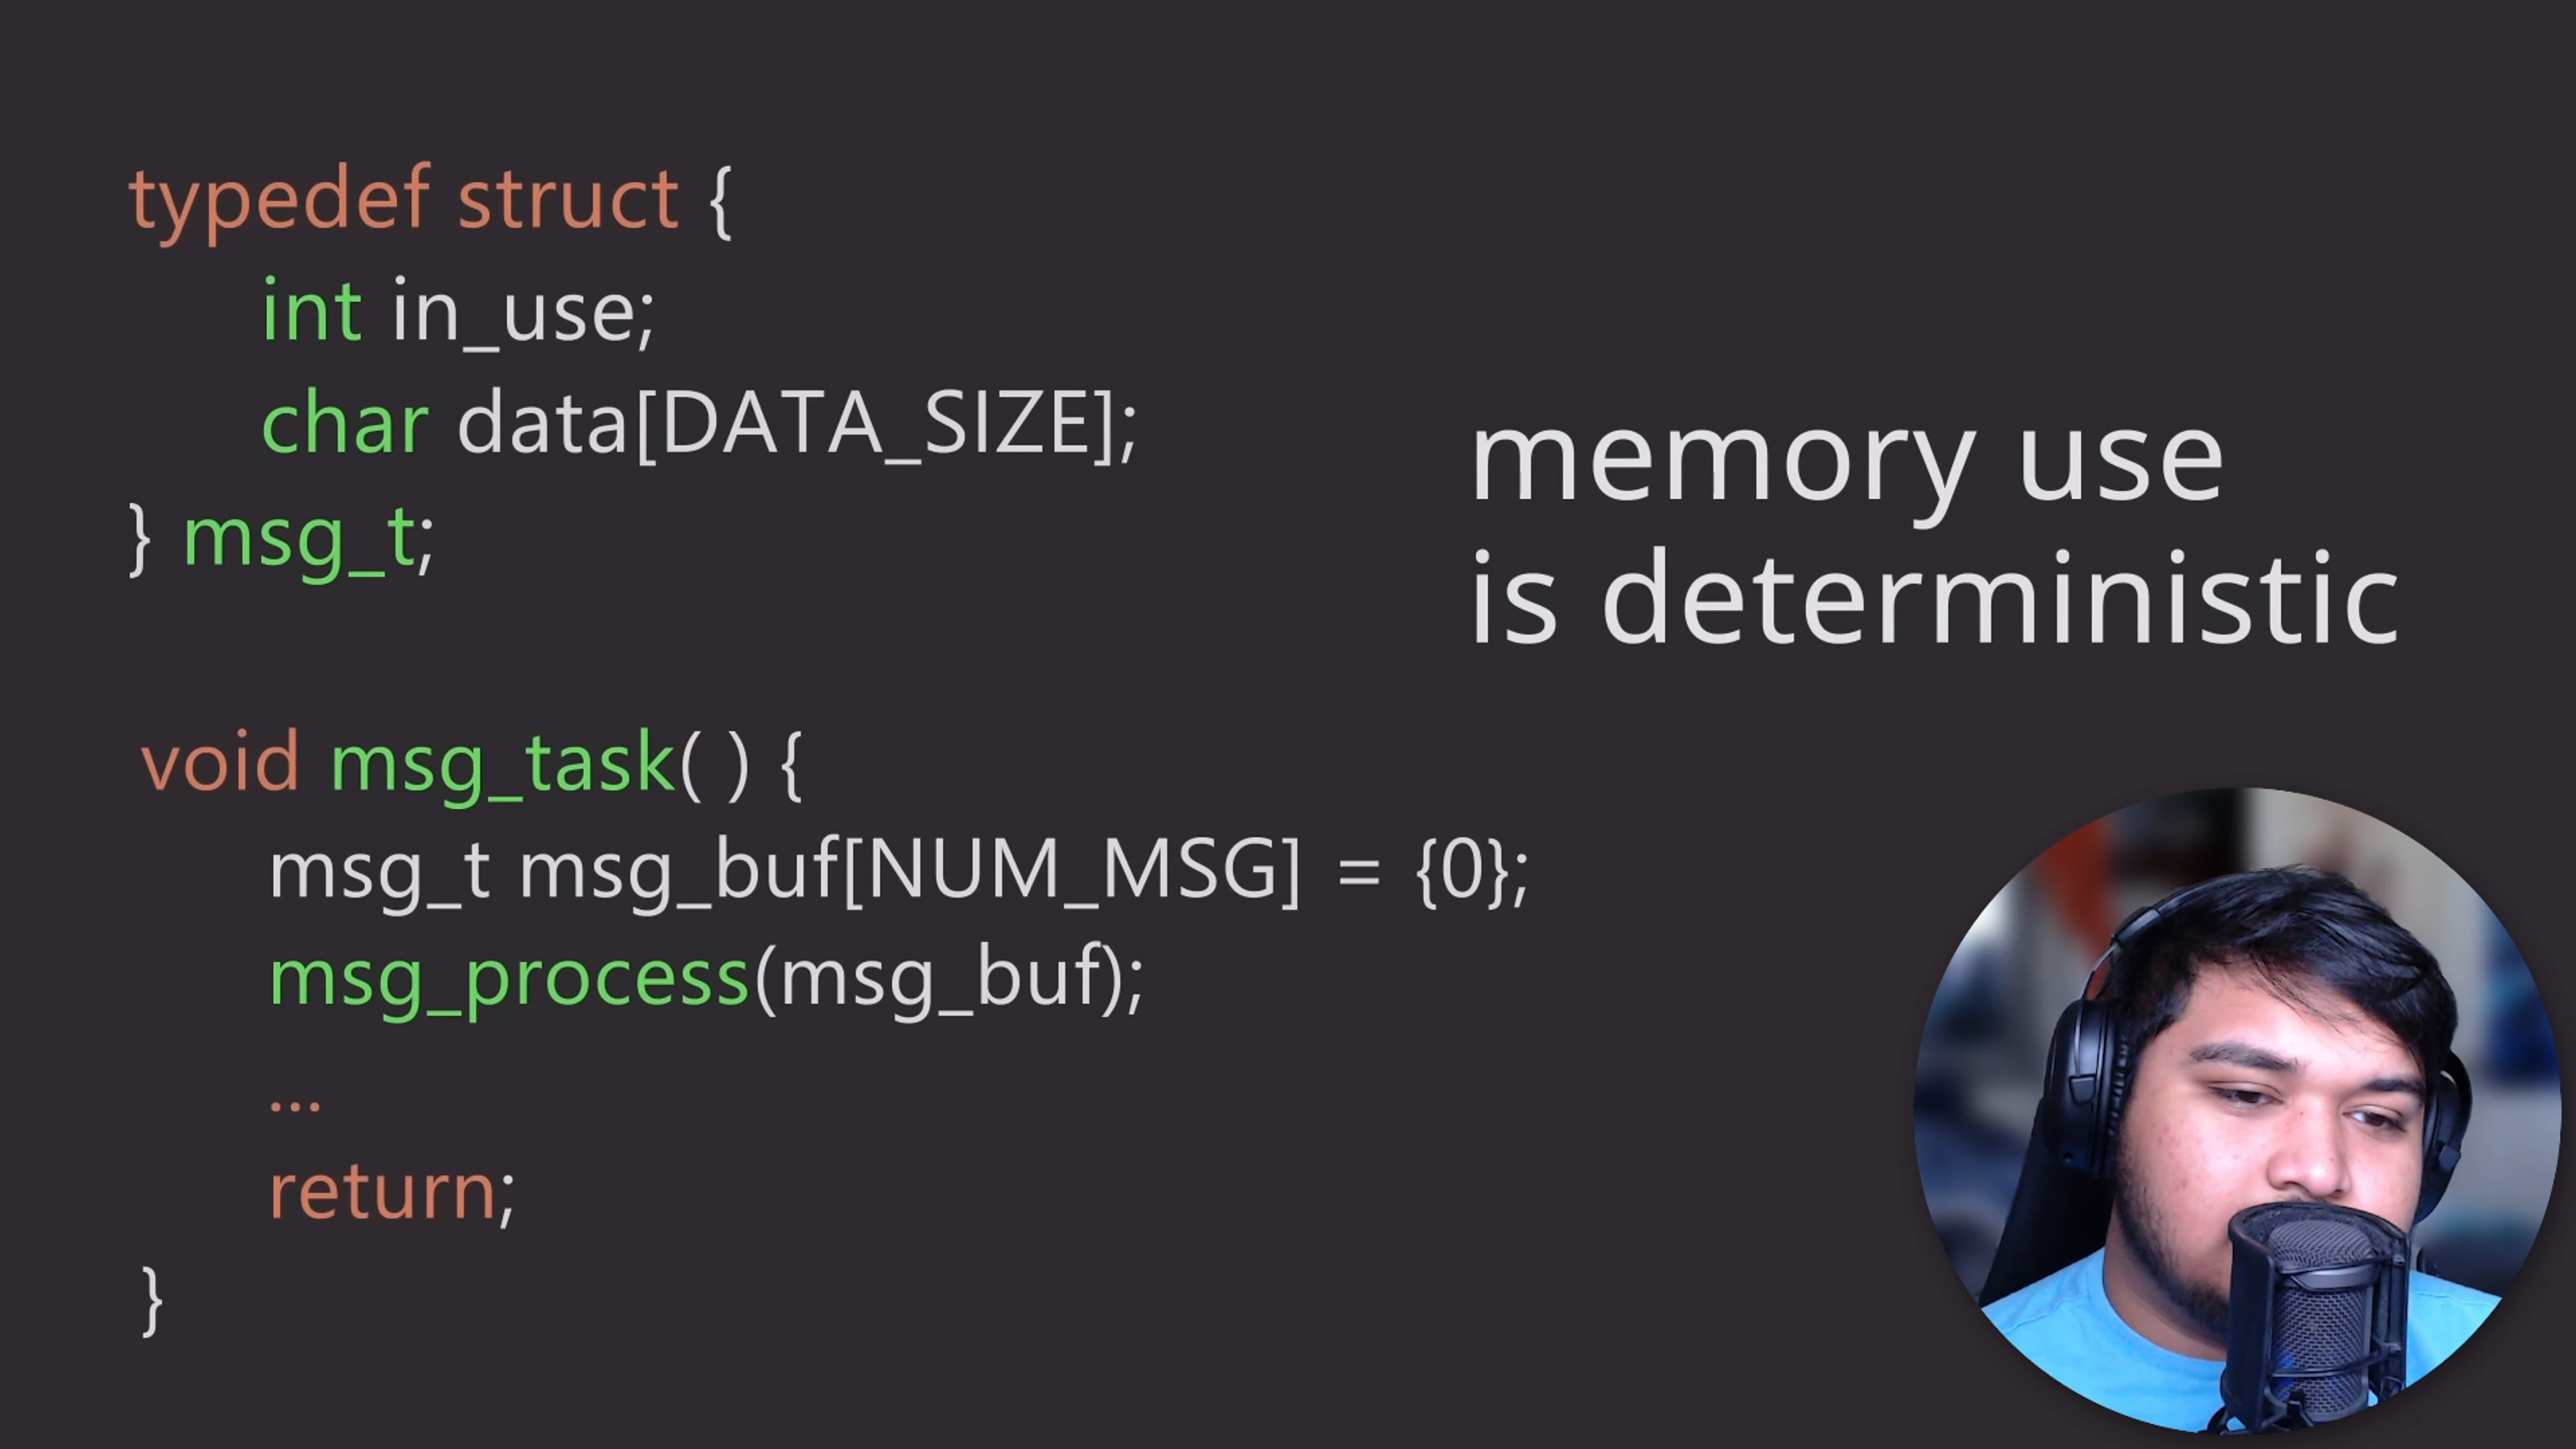 typedef struct {
int in_use;
char data[DATA_SIZE];
} msg_t;
memory use
is deterministic
void msg_task( ) {
msg_t msg_buf[NUM_MSG] = {0};
msg_process(msg_buf);
...
return;
}